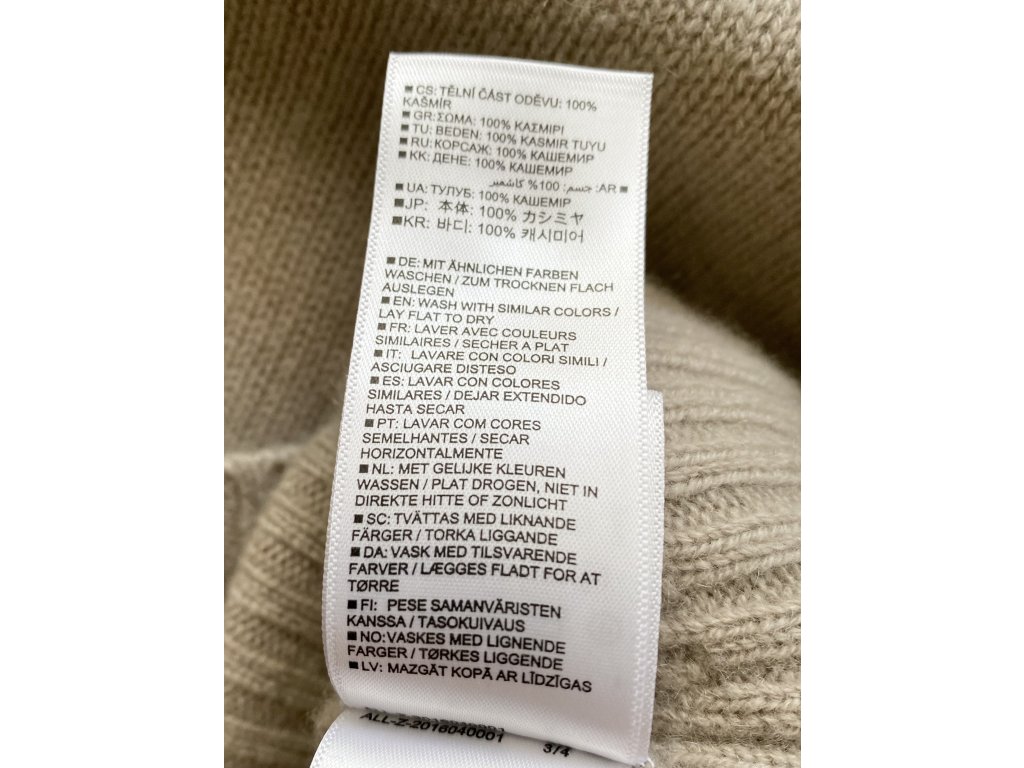 ■ CS: TĚLNÍ ČÁST ODĚVU: 100%
KAŠMÍR
■ GR: ΣΩΜΑ: 100% ΚΑΣΜΙΡΙ
■ TU: BEDEN: 100% KASMIR TUYU
■ RU: КОРСАЖ: 100% КАШЕМИР
■ KK: ДЕНЕ: 100% КАШЕМИР
■ AR: جسم: 100% كاشمير
■ UA: ТУЛУБ: 100% КАШЕМІР
■ JP: 本体: 100% カシミヤ
■ KR: 바디: 100% 캐시미어
■ DE: MIT ÄHNLICHEN FARBEN
WASCHEN / ZUM TROCKNEN FLACH
AUSLEGEN
■ EN: WASH WITH SIMILAR COLORS /
LAY FLAT TO DRY
■ FR: LAVER AVEC COULEURS
SIMILAIRES / SECHER A PLAT
■ IT: LAVARE CON COLORI SIMILI /
ASCIUGARE DISTESO
■ ES: LAVAR CON COLORES
SIMILARES / DEJAR EXTENDIDO
HASTA SECAR
■ PT: LAVAR COM CORES
SEMELHANTES / SECAR
HORIZONTALMENTE
■ NL: MET GELIJKE KLEUREN
WASSEN / PLAT DROGEN, NIET IN
DIREKTE HITTE OF ZONLICHT
■ SC: TVÄTTAS MED LIKNANDE
FÄRGER / TORKA LIGGANDE
■ DA: VASK MED TILSVARENDE
FARVER / LÆGGES FLADT FOR AT
TØRRE
■ FI: PESE SAMANVÄRISTEN
KANSSA / TASOKUIVAUS
■ NO: VASKES MED LIGNENDE
FARGER / TØRKES LIGGENDE
■ LV: MAZGĀT KOPĀ AR LĪDZĪGAS
ALL-Z-2016040001 3/4